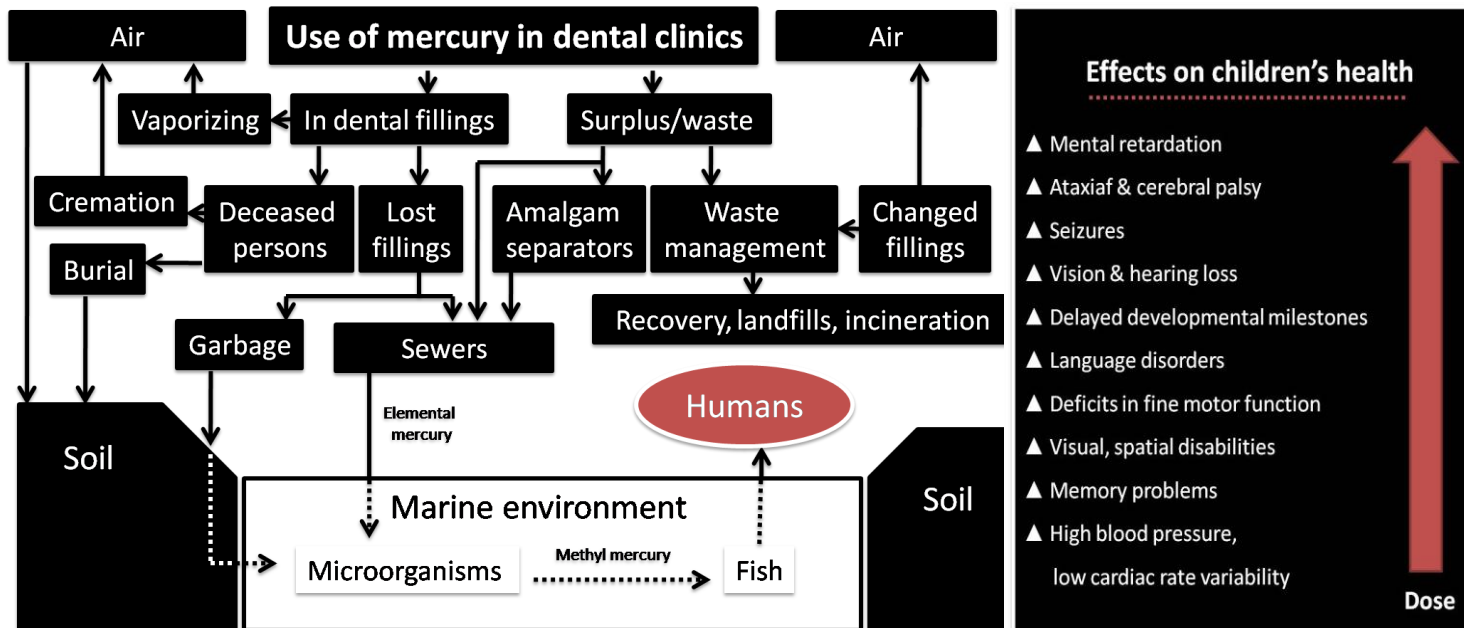 Air
Use of mercury in dental clinics
Air
Vaporizing
In dental fillings
Surplus/waste
Cremation
Deceased
persons
Lost
fillings
Amalgam
separators
Waste
management
Changed
fillings
Burial
Garbage
Sewers
Recovery, landfills, incineration
Elemental
mercury
Humans
Soil
Marine environment
Soil
Microorganisms
Methyl mercury
Fish
Effects on children's health
▲ Mental retardation
▲ Ataxiaf & cerebral palsy
▲ Seizures
▲ Vision & hearing loss
▲ Delayed developmental milestones
▲ Language disorders
▲ Deficits in fine motor function
▲ Visual, spatial disabilities
▲ Memory problems
▲ High blood pressure,
low cardiac rate variability
Dose